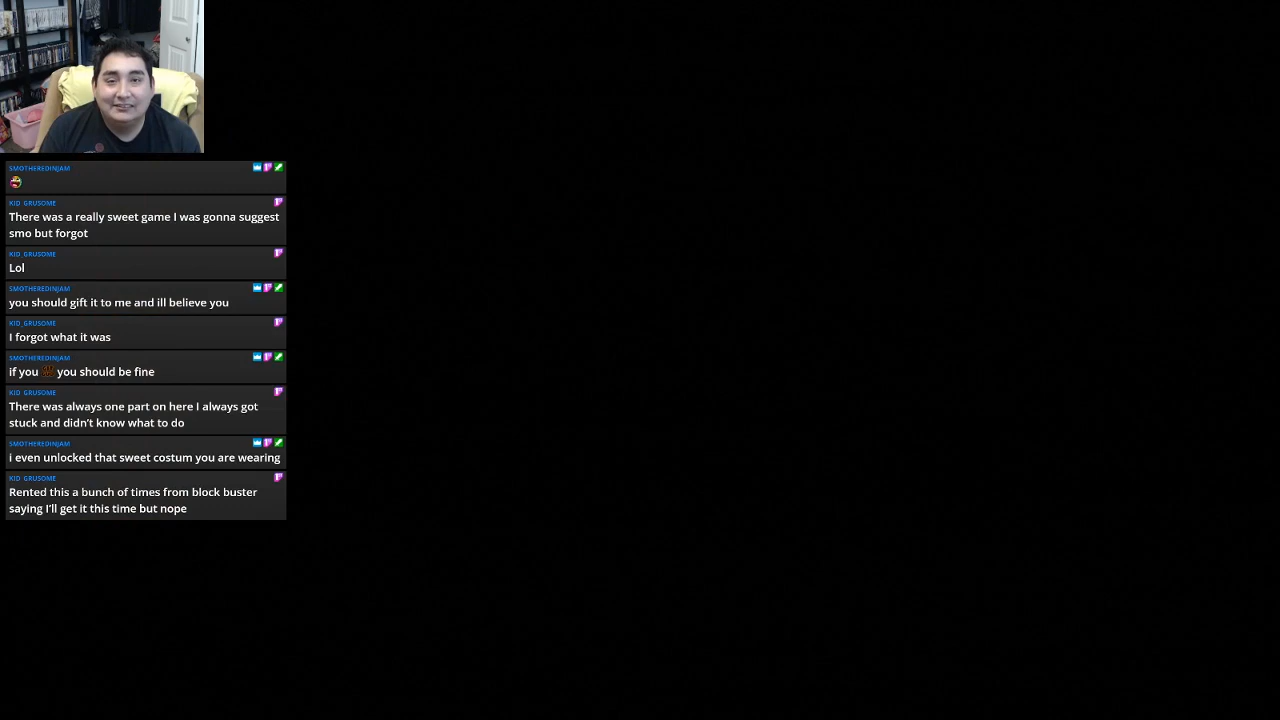 SMOTHEREDINJAM
KID_GRUSOME
There was a really sweet game I was gonna suggest
smo but forgot
KID_GRUSOME
Lol
SMOTHEREDINJAM
you should gift it to me and ill believe you
KID_GRUSOME
I forgot what it was
SMOTHEREDINJAM
if you you should be fine
KID_GRUSOME
There was always one part on here I always got
stuck and didn't know what to do
SMOTHEREDINJAM
i even unlocked that sweet costum you are wearing
KID_GRUSOME
Rented this a bunch of times from block buster
saying I'll get it this time but nope